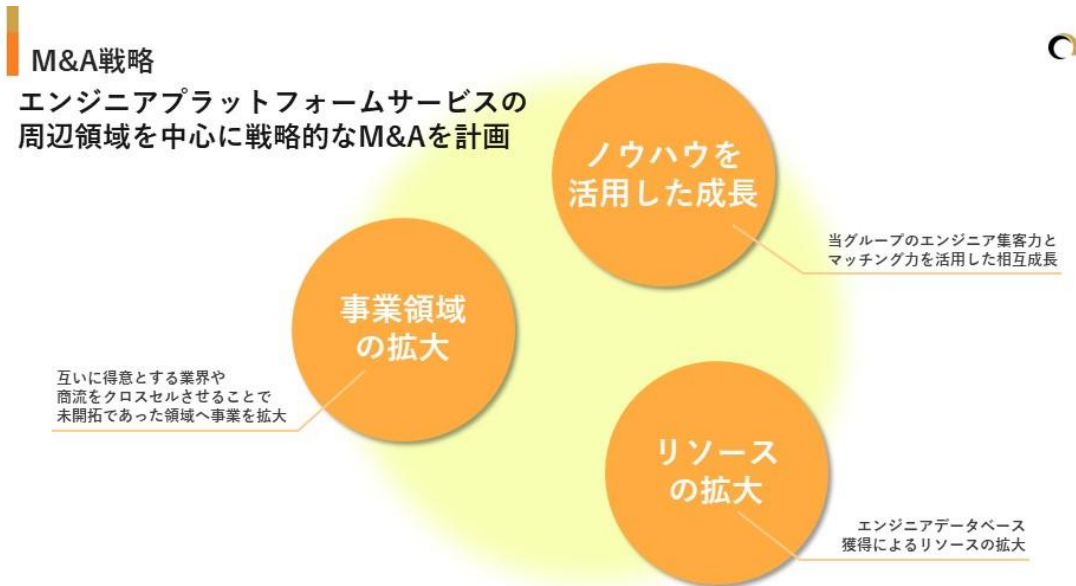 M&A戦略
エンジニアプラットフォームサービスの
周辺領域を中心に戦略的なM&Aを計画
ノウハウを
活用した成長
当グループのエンジニア集客力と
マッチング力を活用した相互成長
事業領域
の拡大
互いに得意とする業界や
商流をクロスセルさせることで
未開拓であった領域へ事業を拡大
リソース
の拡大
エンジニアデータベース
獲得によるリソースの拡大